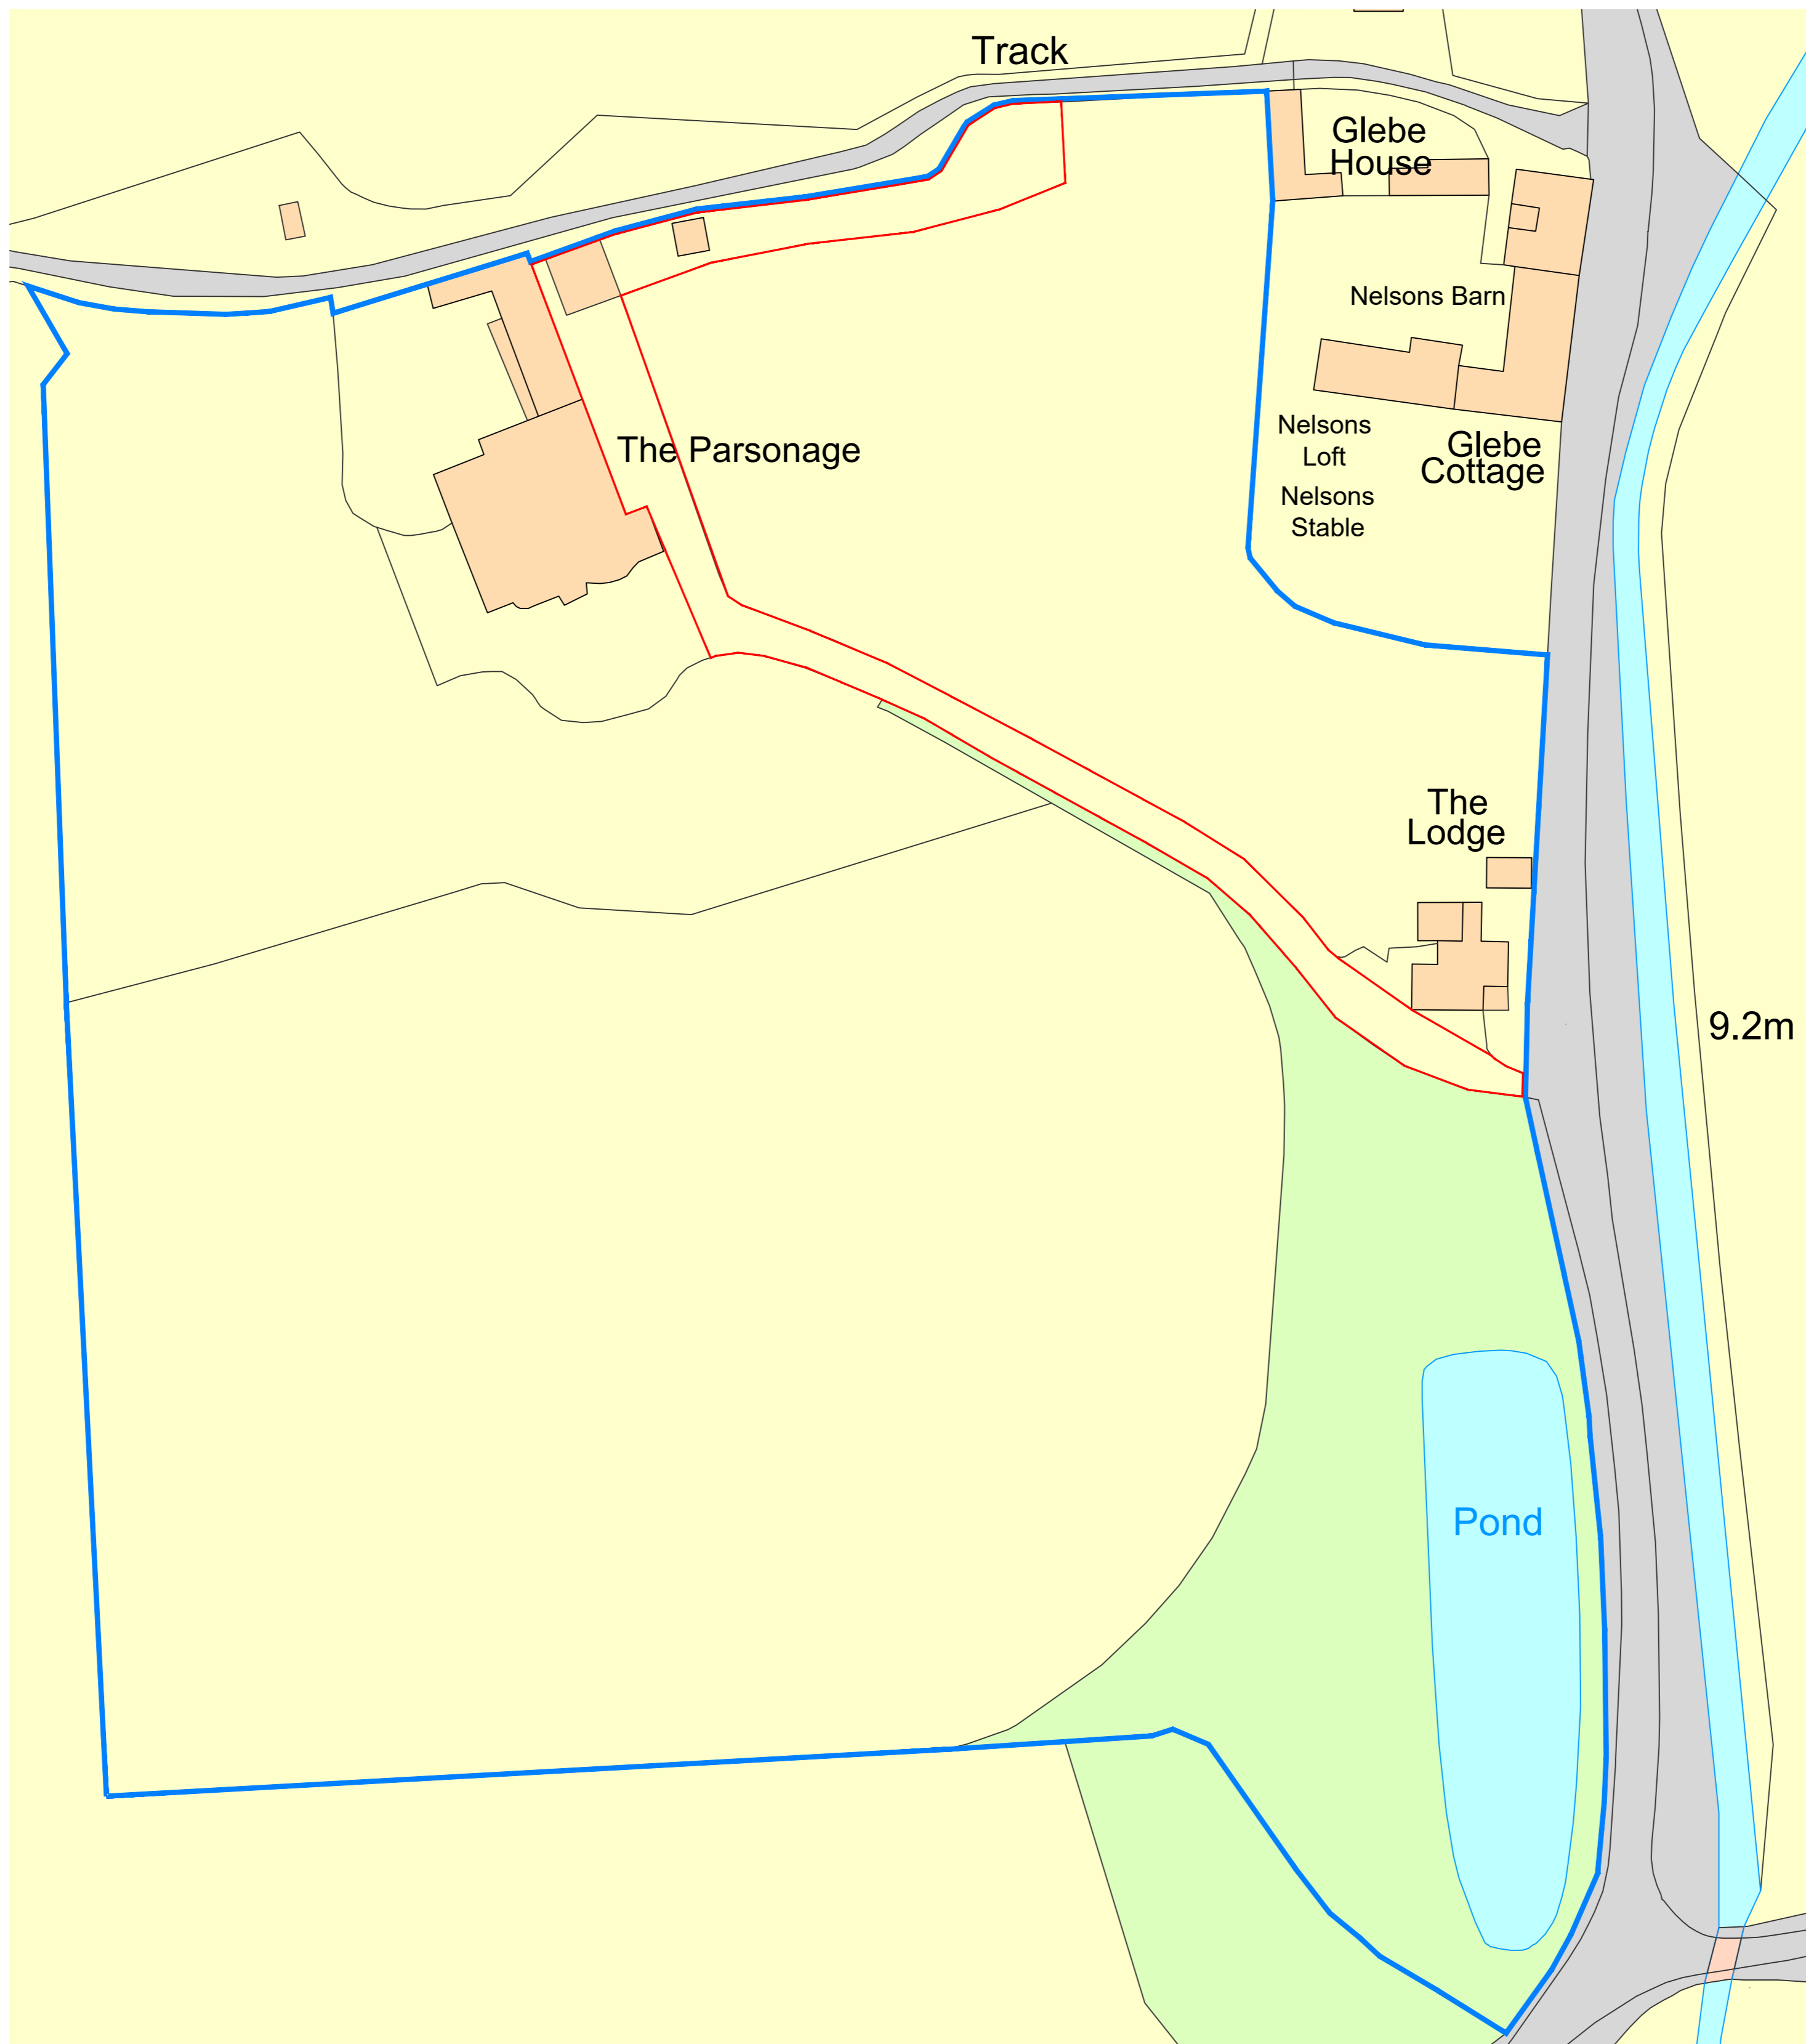 Track
Glebe
House
Nelsons Barn
The Parsonage
Nelsons
Loft
Glebe
Cottage
Nelsons
Stable
The
Lodge
9.2m
Pond